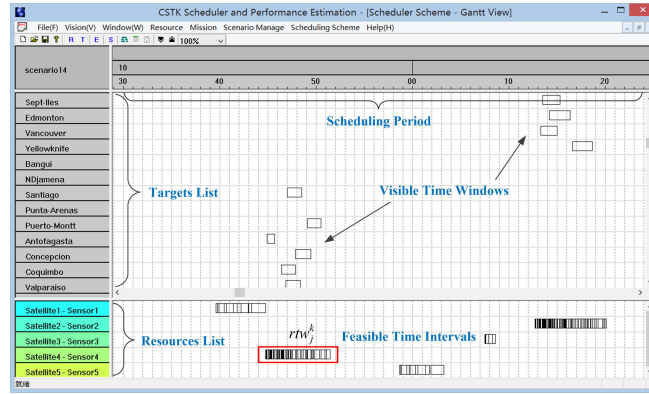 CSTK Scheduler and Performance Estimation - [Scheduler Scheme - Gantt View]
File(F) Vision(V) Window(W) Resource Mission Scenario Manage Scheduling Scheme Help(H)
R T E S 100%
scenario14
10
30 40 50 00 10 20
Sept-Iles
Edmonton
Scheduling Period
Vancouver
Yellowknife
Bangui
NDjamena
Santiago
Targets List
Visible Time Windows
Punta-Arenas
Puerto-Montt
Antofagasta
Concepcion
Coquimbo
Valparaiso
Satellite1 - Sensor1
Satellite2 - Sensor2
Satellite3 - Sensor3
Resources List
rtw_j^k
Feasible Time Intervals
Satellite4 - Sensor4
Satellite5 - Sensor5
就绪